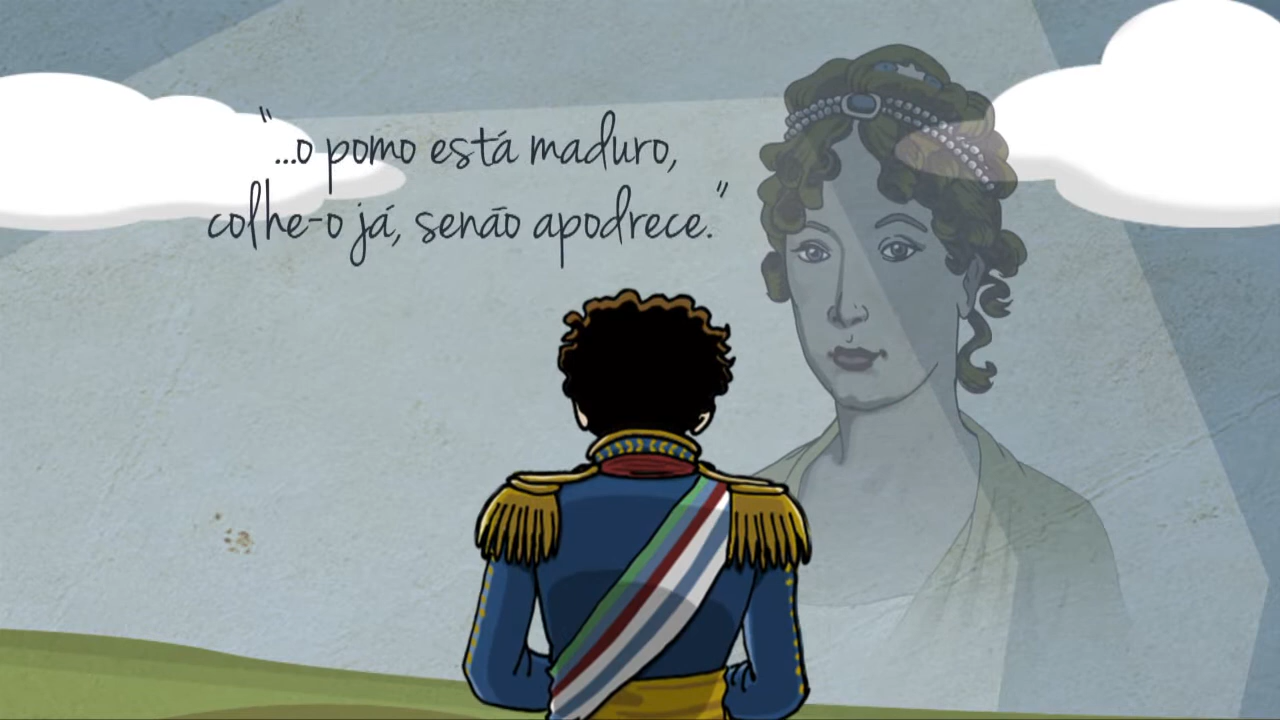 "...o pomo está maduro,
colhe-o já, senão apodrece."